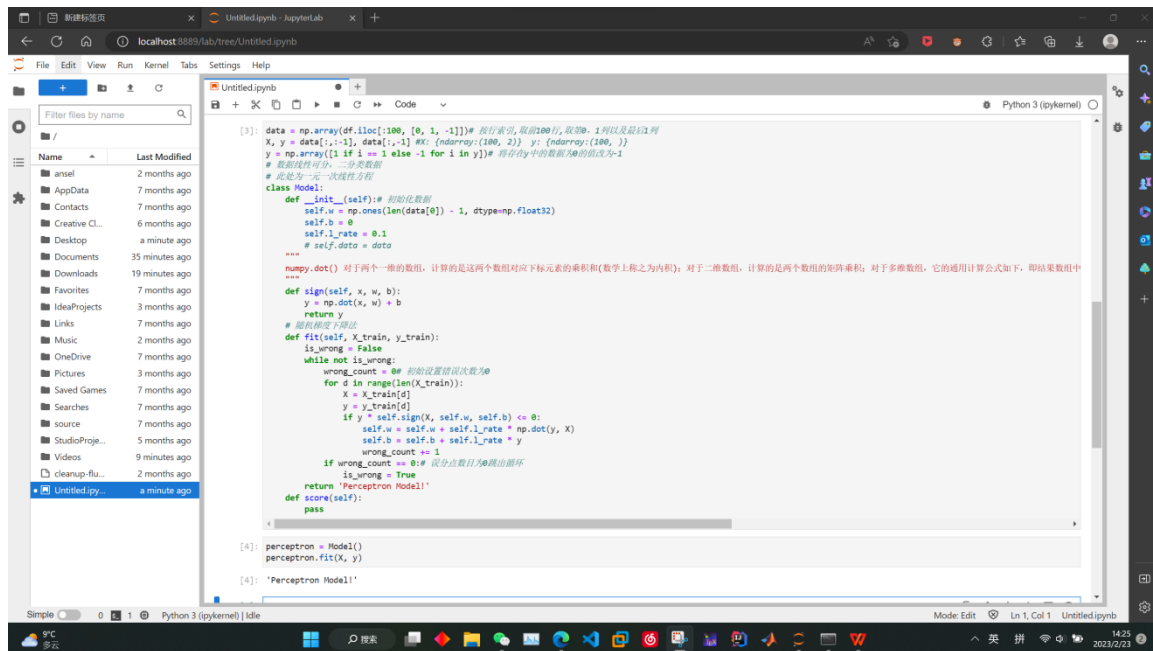 新建标签页
Untitled.ipynb - JupyterLab
localhost:8889/lab/tree/Untitled.ipynb
File Edit View Run Kernel Tabs Settings Help
Untitled.ipynb
Code
Python 3 (ipykernel)
Filter files by name
/
Name Last Modified
ansel 2 months ago
AppData 7 months ago
Contacts 7 months ago
Creative Cl... 6 months ago
Desktop a minute ago
Documents 35 minutes ago
Downloads 19 minutes ago
Favorites 7 months ago
IdeaProjects 3 months ago
Links 7 months ago
Music 2 months ago
OneDrive 7 months ago
Pictures 3 months ago
Saved Games 7 months ago
Searches 7 months ago
source 7 months ago
StudioProje... 5 months ago
Videos 9 minutes ago
cleanup-flu... 2 months ago
Untitled.ipy... a minute ago
[3]: data = np.array(df.iloc[:100, [0, 1, -1]])# 按行索引,取前100行,取第0、1列以及最后1列
X, y = data[:,:-1], data[:,-1] #X: {ndarray:(100, 2)} y: {ndarray:(100, )}
y = np.array([1 if i == 1 else -1 for i in y])# 将存在y中的数据为0的值改为-1
# 数据线性可分，二分类数据
# 此处为一元一次线性方程
class Model:
def __init__(self):# 初始化数据
self.w = np.ones(len(data[0]) - 1, dtype=np.float32)
self.b = 0
self.l_rate = 0.1
# self.data = data
"""
numpy.dot() 对于两个一维的数组，计算的是这两个数组对应下标元素的乘积和(数学上称之为内积)；对于二维数组，计算的是两个数组的矩阵乘积；对于多维数组，它的通用计算公式如下，即结果数组中
"""
def sign(self, x, w, b):
y = np.dot(x, w) + b
return y
# 随机梯度下降法
def fit(self, X_train, y_train):
is_wrong = False
while not is_wrong:
wrong_count = 0# 初始设置错误次数为0
for d in range(len(X_train)):
X = X_train[d]
y = y_train[d]
if y * self.sign(X, self.w, self.b) <= 0:
self.w = self.w + self.l_rate * np.dot(y, X)
self.b = self.b + self.l_rate * y
wrong_count += 1
if wrong_count == 0:# 误分点数目为0跳出循环
is_wrong = True
return 'Perceptron Model!'
def score(self):
pass
[4]: perceptron = Model()
perceptron.fit(X, y)
[4]: 'Perceptron Model!'
Simple 0 1 Python 3 (ipykernel) | Idle Mode: Edit Ln 1, Col 1 Untitled.ipynb
9°C
多云
搜索
英 拼
14:25
2023/2/23
2